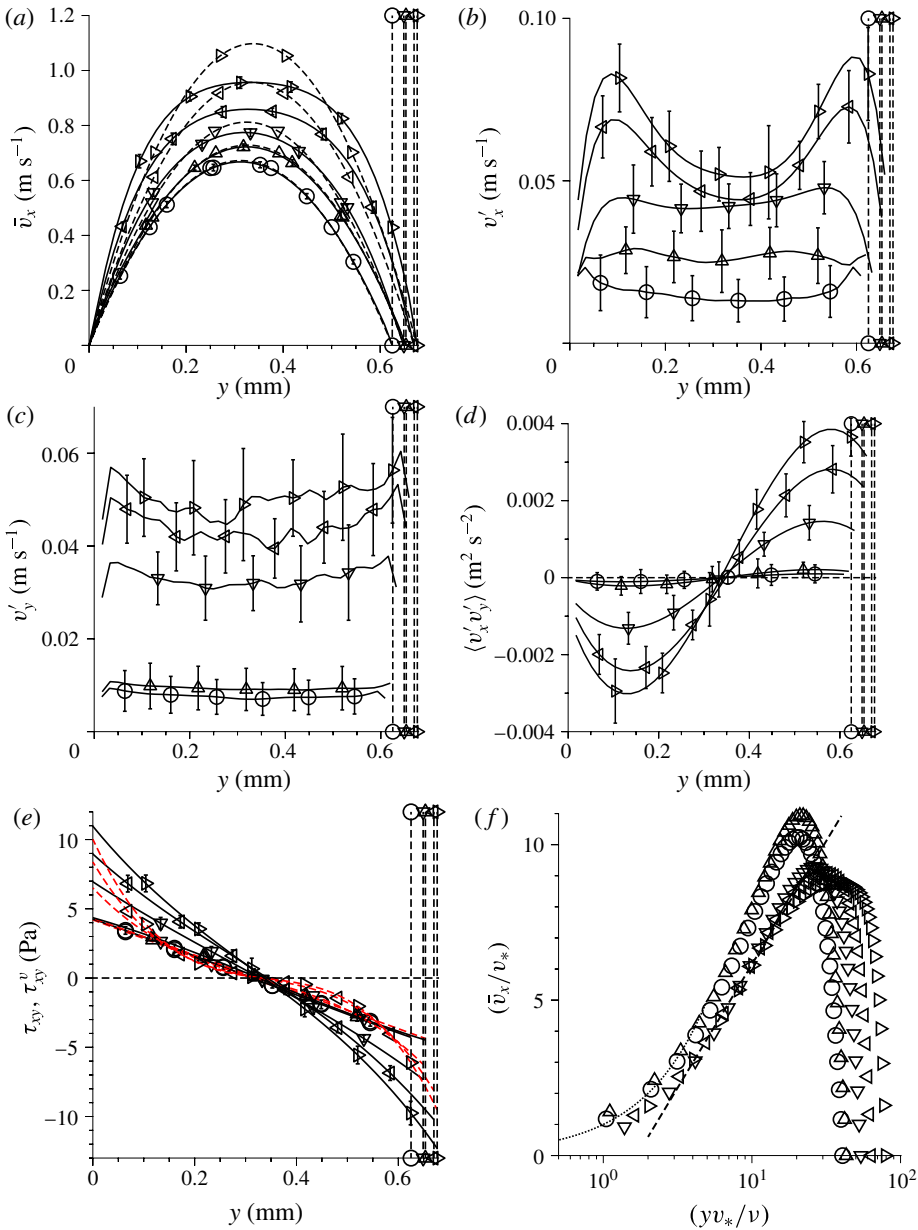 (a)
1.2
1.0
0.8
0.6
0.4
0.2
0
0.2
0.4
0.6
v̄x (m s−1)
y (mm)
(b)
0.10
0.05
0
0.2
0.4
0.6
v′x (m s−1)
y (mm)
(c)
0.06
0.04
0.02
0
0.2
0.4
0.6
v′y (m s−1)
y (mm)
(d)
0.004
0.002
0
−0.002
−0.004
0
0.2
0.4
0.6
⟨v′xv′y⟩ (m2 s−2)
y (mm)
(e)
10
5
0
−5
−10
0
0.2
0.4
0.6
τxy, τvxy (Pa)
y (mm)
(f)
10
5
0
100
101
102
(v̄x/v*)
(yv*/ν)